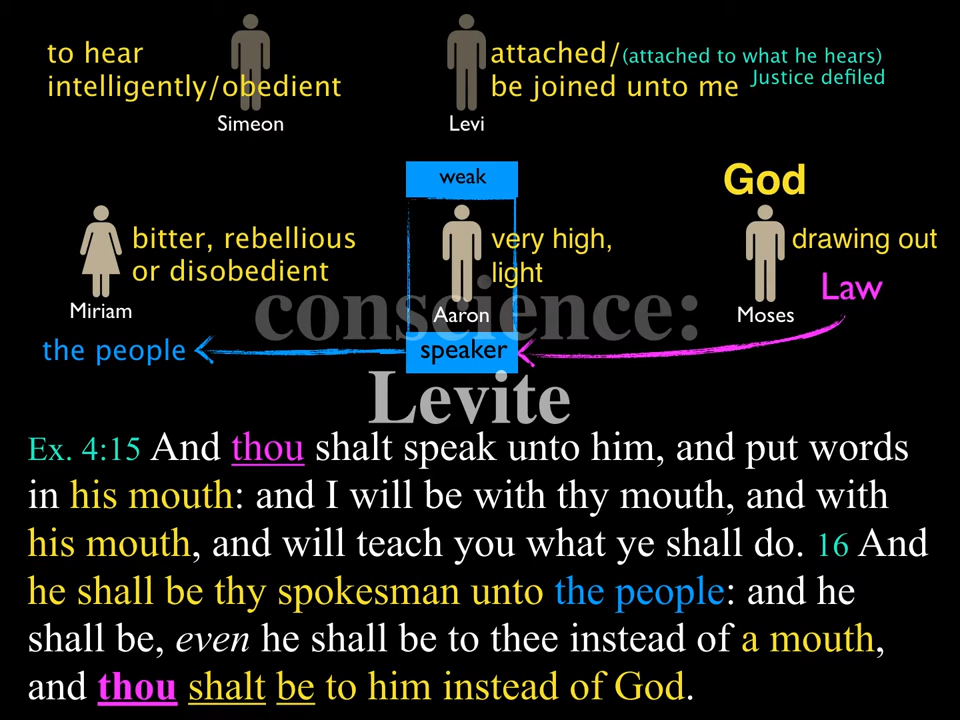 to hear
intelligently/obedient
Simeon
attached/(attached to what he hears)
be joined unto me Justice defiled
Levi
weak
God
bitter, rebellious
or disobedient
very high,
light
drawing out
Law
Miriam
Aaron
Moses
conscience:
the people
speaker
Levite
Ex. 4:15 And thou shalt speak unto him, and put words
in his mouth: and I will be with thy mouth, and with
his mouth, and will teach you what ye shall do. 16 And
he shall be thy spokesman unto the people: and he
shall be, even he shall be to thee instead of a mouth,
and thou shalt be to him instead of God.